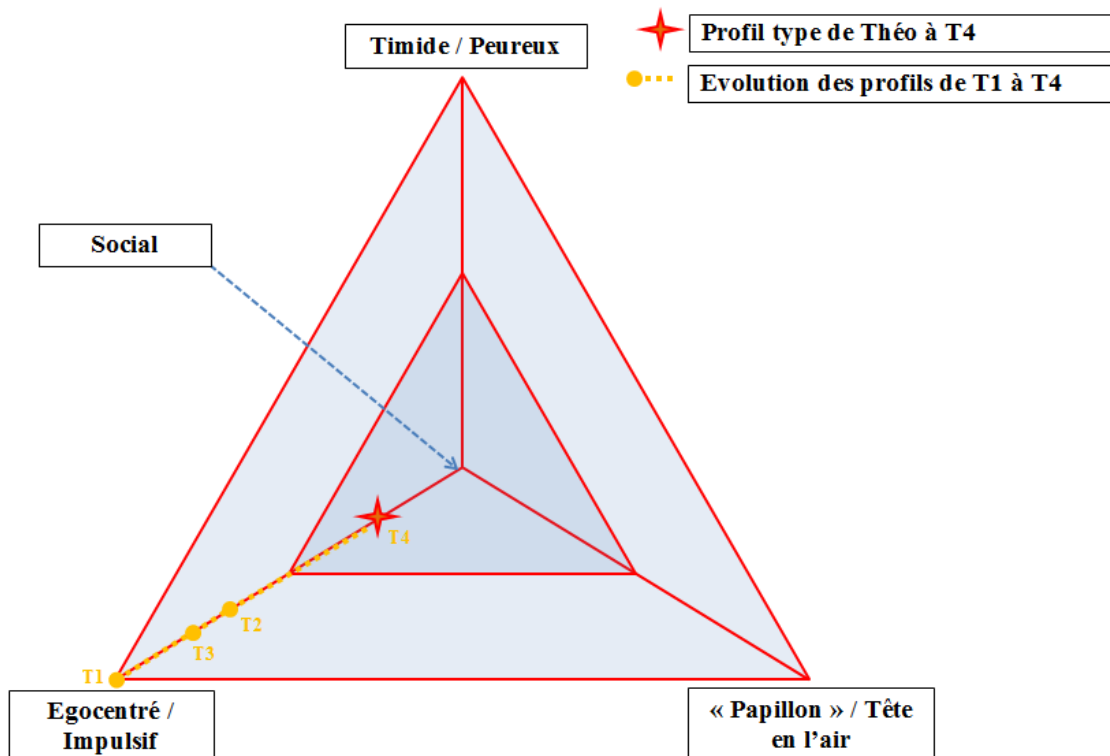 Profil type de Théo à T4
Timide / Peureux
Evolution des profils de T1 à T4
Social
T4
T2
T3
T1
Egocentré /
Impulsif
« Papillon » / Tête
en l’air